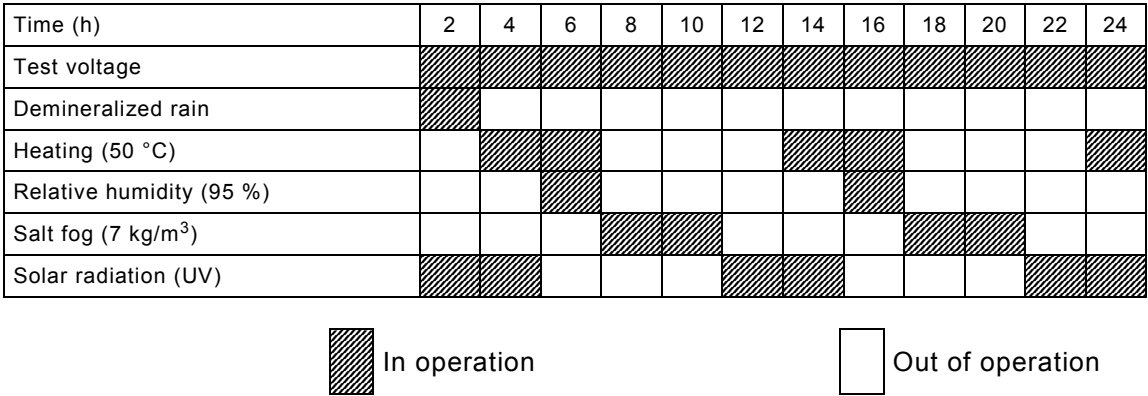 Time (h) 2 4 6 8 10 12 14 16 18 20 22 24
Test voltage
Demineralized rain
Heating (50 °C)
Relative humidity (95 %)
Salt fog (7 kg/m³)
Solar radiation (UV)
In operation Out of operation